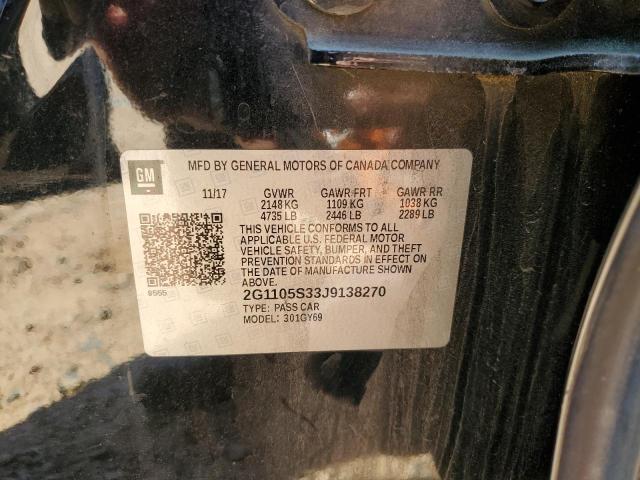 GM
MFD BY GENERAL MOTORS OF CANADA COMPANY
11/17 GVWR GAWR FRT GAWR RR
2148 KG 1109 KG 1038 KG
4735 LB 2446 LB 2289 LB
THIS VEHICLE CONFORMS TO ALL
APPLICABLE U.S. FEDERAL MOTOR
VEHICLE SAFETY, BUMPER, AND THEFT
PREVENTION STANDARDS IN EFFECT ON
THE DATE OF MANUFACTURE SHOWN
ABOVE.
2G1105S33J9138270
TYPE: PASS CAR
MODEL: 301GY69